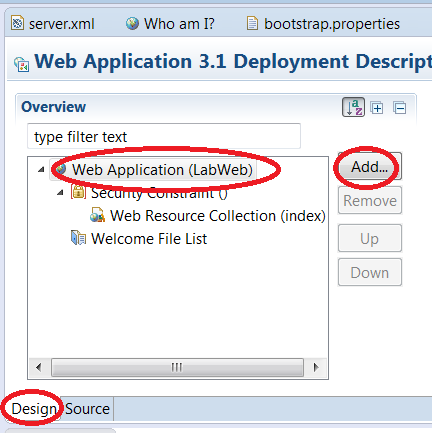 server.xml Who am I? bootstrap.properties
Web Application 3.1 Deployment Descript
Overview
type filter text
Web Application (LabWeb)
Add...
Security Constraint ()
Remove
Web Resource Collection (index)
Welcome File List
Up
Down
Design Source